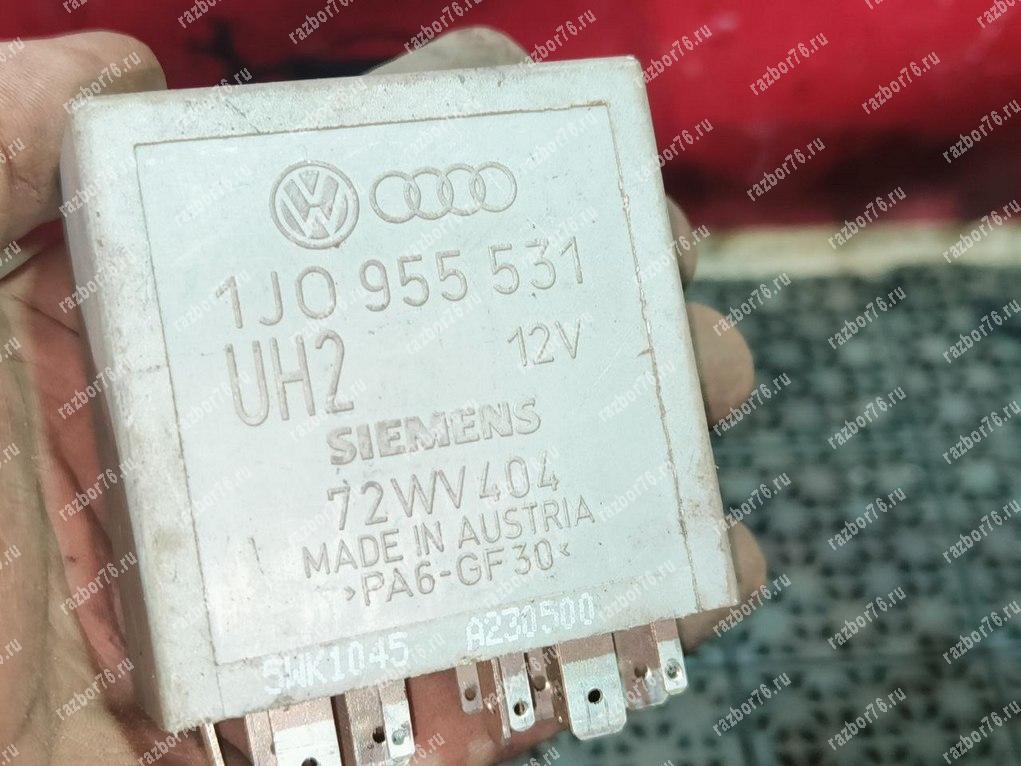 1J0 955 531
UH2 12V
SIEMENS
72WV404
MADE IN AUSTRIA
>PA6-GF30<
5WK1045 A230500
razbor76.ru